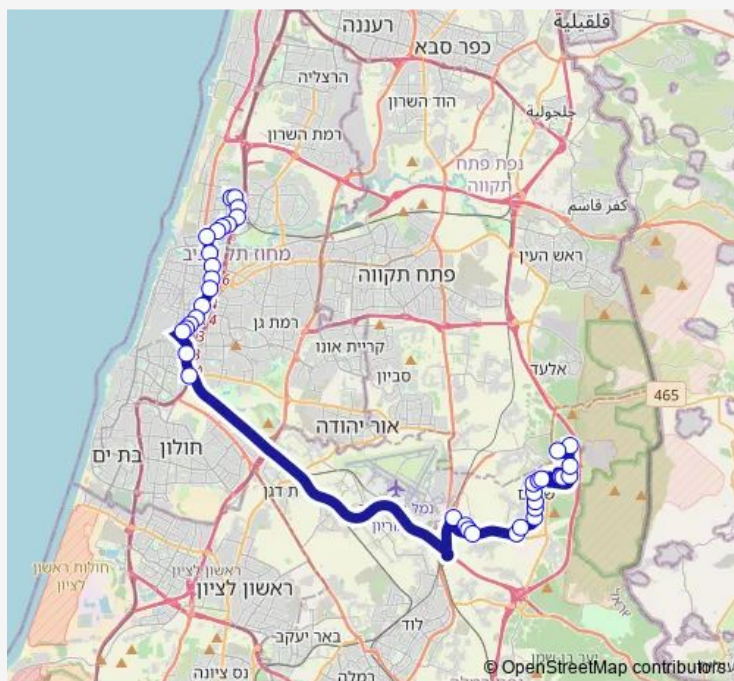 קלקיליה
רעננה
כפר סבא
הרצליה
הוד השרון
ג'לג'וליה
רמת השרון
נפת פתח
תקווה
כפר קאסם
ראש העין
פתח תקווה
רמת גן
קריית אונו
סביון
אלעד
465
אור יהודה
חולון
בת ים
חולות ראשון
לציון
ראשון לציון
ראשון לציון
באר יעקב
לוד
נס ציונה
רמלה
© OpenStreetMap contributors